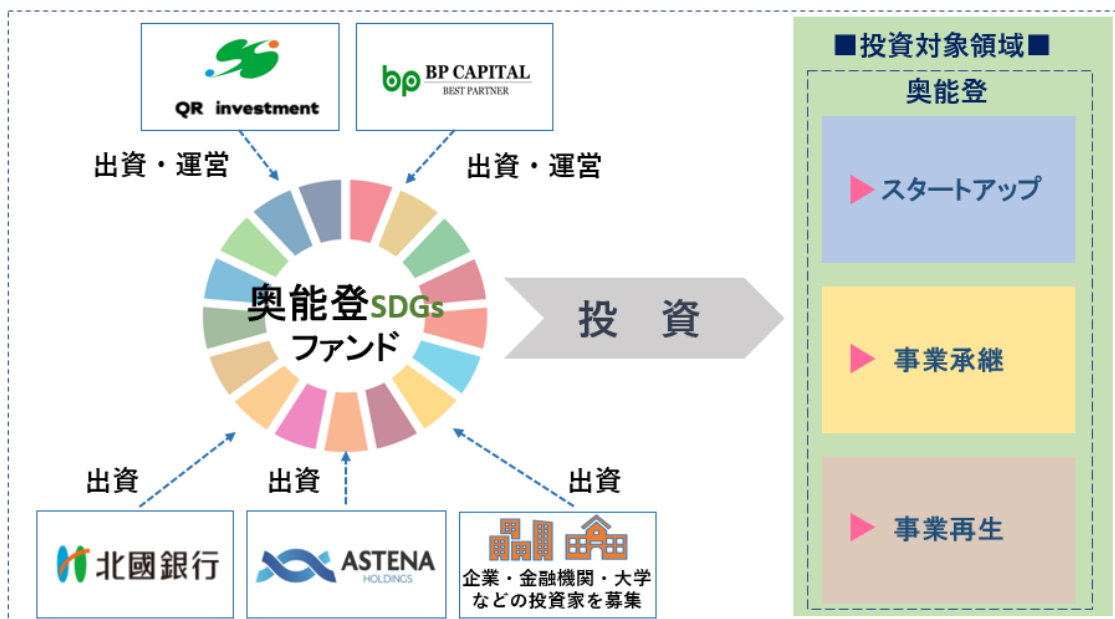 QR investment
bp BP CAPITAL
BEST PARTNER
出資・運営
出資・運営
奥能登SDGs
ファンド
出資
出資
出資
北國銀行
ASTENA
HOLDINGS
企業・金融機関・大学
などの投資家を募集
投 資
■投資対象領域■
奥能登
スタートアップ
事業承継
事業再生